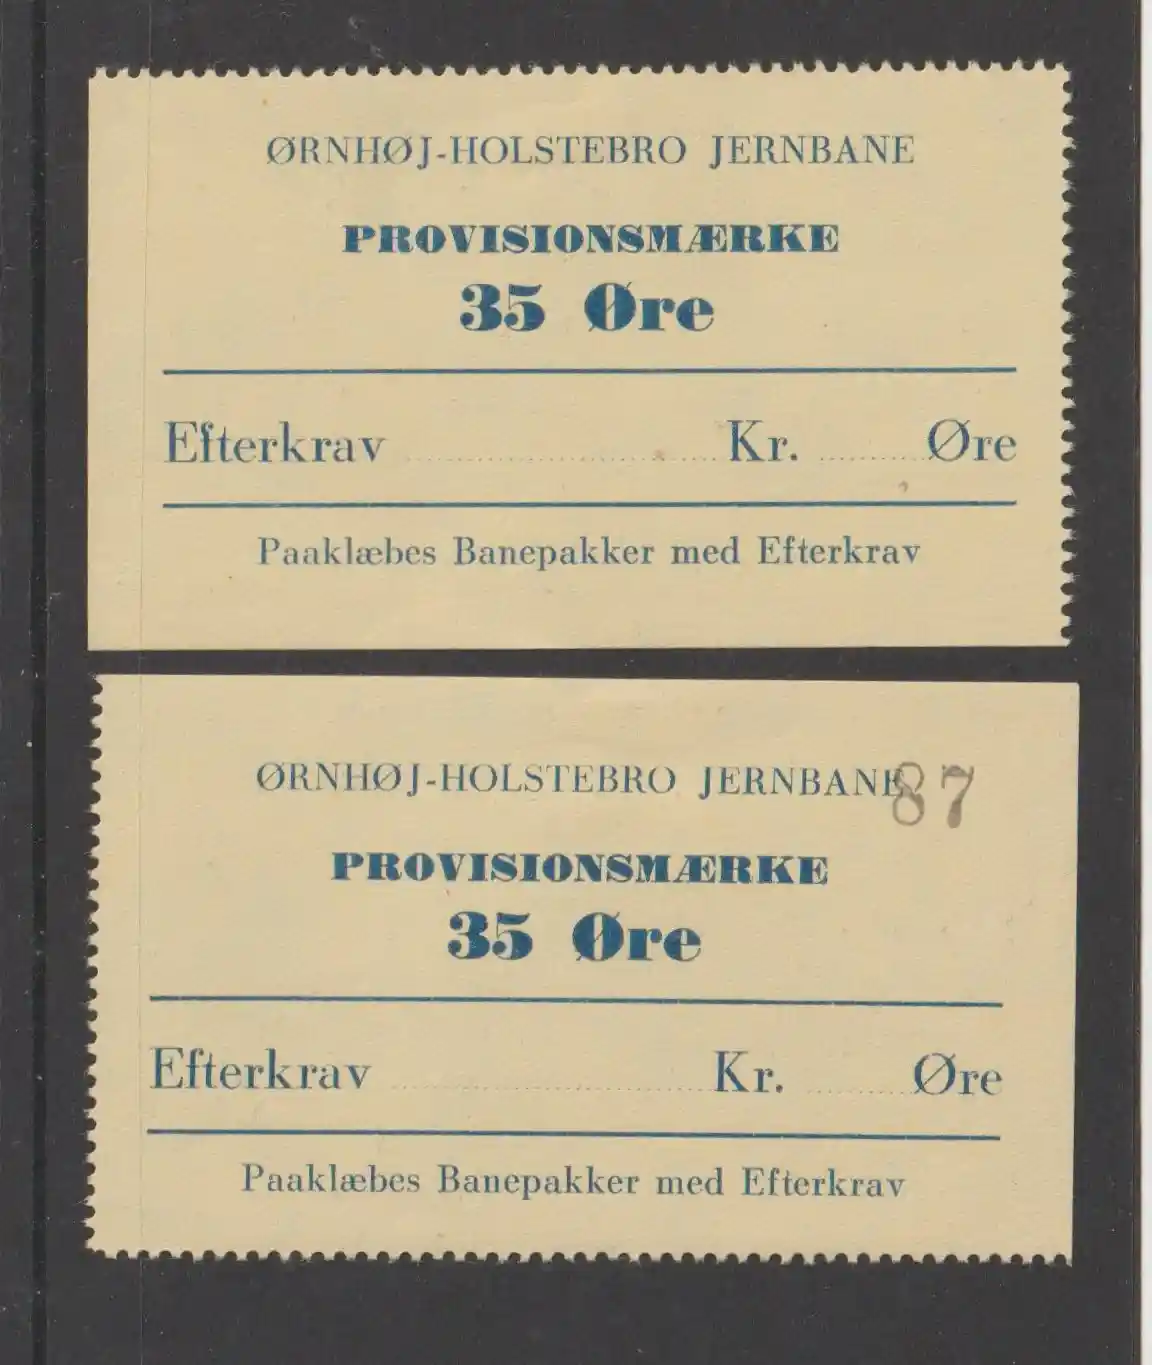 ØRNHØJ-HOLSTEBRO JERNBANE
PROVISIONSMÆRKE
35 Øre
Efterkrav ........................ Kr. .......... Øre
Paaklæbes Banepakker med Efterkrav
ØRNHØJ-HOLSTEBRO JERNBANE 87
PROVISIONSMÆRKE
35 Øre
Efterkrav ........................ Kr. .......... Øre
Paaklæbes Banepakker med Efterkrav